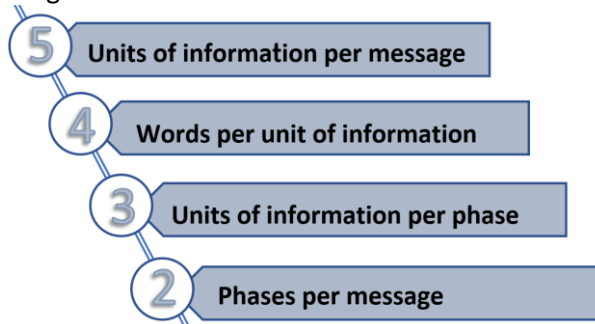 5 Units of information per message
4 Words per unit of information
3 Units of information per phase
2 Phases per message